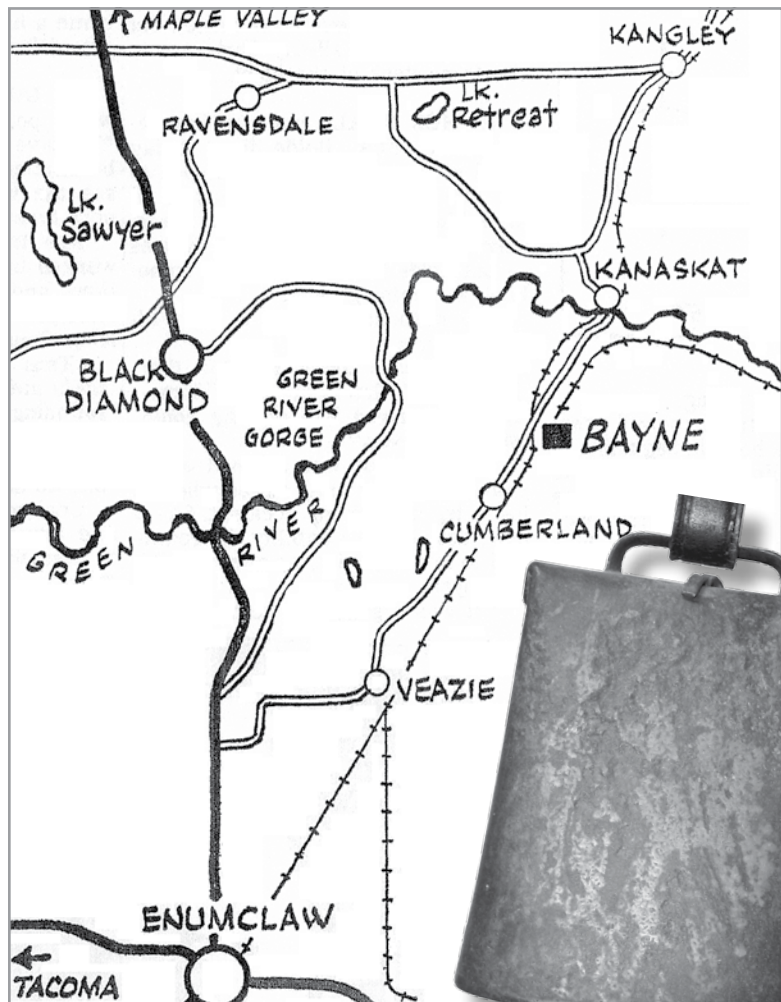 MAPLE VALLEY
KANGLEY
Lk.
Retreat
RAVENSDALE
Lk.
Sawyer
KANASKAT
BLACK
DIAMOND
GREEN
RIVER
GORGE
BAYNE
CUMBERLAND
GREEN RIVER
VEAZIE
ENUMCLAW
TACOMA